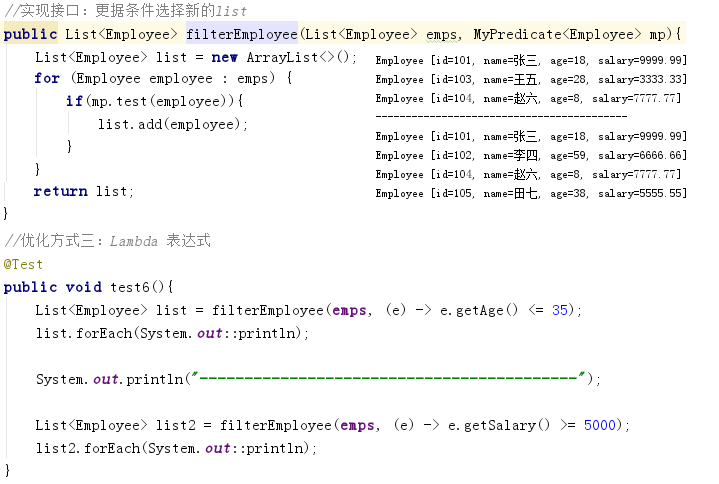 //实现接口：更据条件选择新的list
public List<Employee> filterEmployee(List<Employee> emps, MyPredicate<Employee> mp){
    List<Employee> list = new ArrayList<>();
    for (Employee employee : emps) {
        if(mp.test(employee)){
            list.add(employee);
        }
    }
    return list;
}
Employee [id=101, name=张三, age=18, salary=9999.99]
Employee [id=103, name=王五, age=28, salary=3333.33]
Employee [id=104, name=赵六, age=8, salary=7777.77]
------------------------------------------
Employee [id=101, name=张三, age=18, salary=9999.99]
Employee [id=102, name=李四, age=59, salary=6666.66]
Employee [id=104, name=赵六, age=8, salary=7777.77]
Employee [id=105, name=田七, age=38, salary=5555.55]
//优化方式三：Lambda 表达式
@Test
public void test6(){
    List<Employee> list = filterEmployee(emps, (e) -> e.getAge() <= 35);
    list.forEach(System.out::println);
    System.out.println("------------------------------------------");
    List<Employee> list2 = filterEmployee(emps, (e) -> e.getSalary() >= 5000);
    list2.forEach(System.out::println);
}